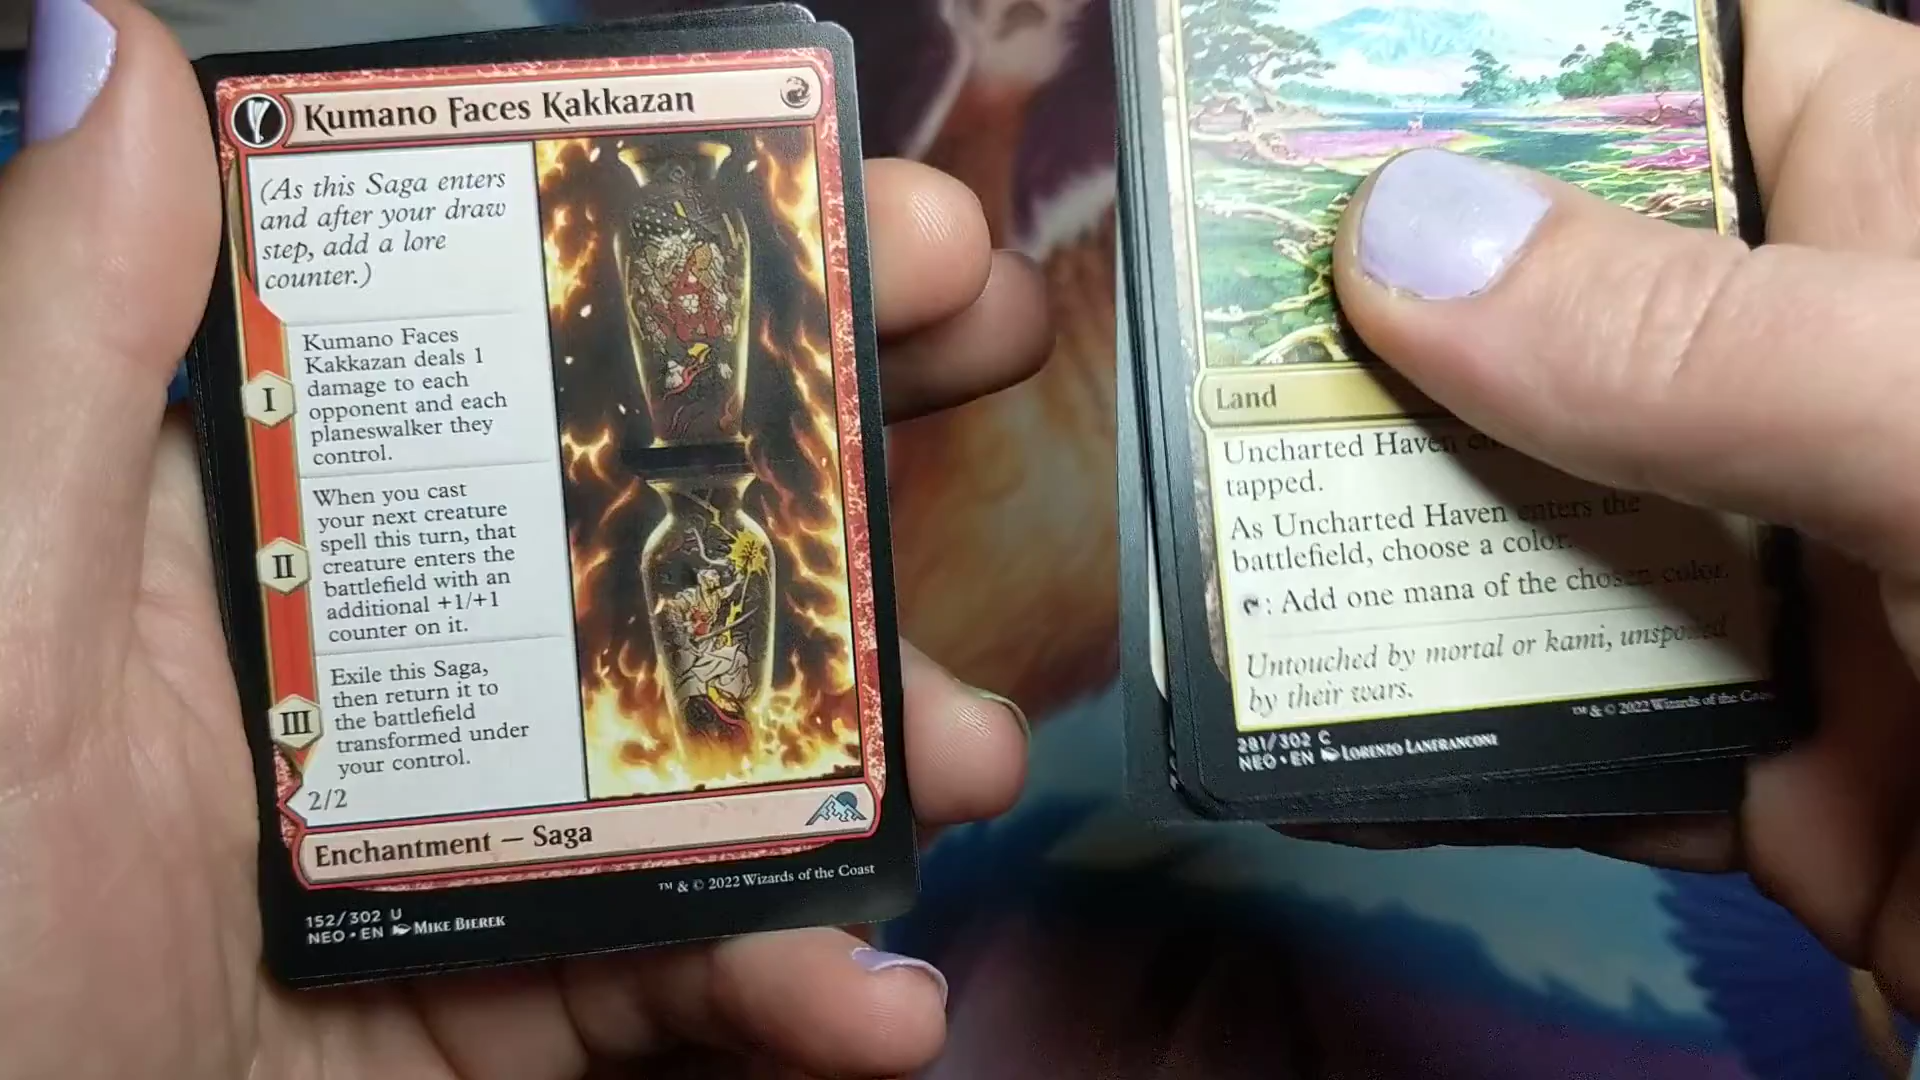 Kumano Faces Kakkazan
(As this Saga enters
and after your draw
step, add a lore
counter.)
I
Kumano Faces
Kakkazan deals 1
damage to each
opponent and each
planeswalker they
control.
II
When you cast
your next creature
spell this turn, that
creature enters the
battlefield with an
additional +1/+1
counter on it.
III
Exile this Saga,
then return it to
the battlefield
transformed under
your control.
2/2
Enchantment — Saga
™ & © 2022 Wizards of the Coast
152/302 U
NEO • EN MIKE BIEREK
Land
Uncharted Haven
tapped.
As Uncharted Haven enters the
battlefield, choose a color.
: Add one mana of the chosen color.
Untouched by mortal or kami, unspoiled
by their wars.
™ & © 2022 Wizards of the
281/302 C
NEO • EN LORENZO LANFRANCONI